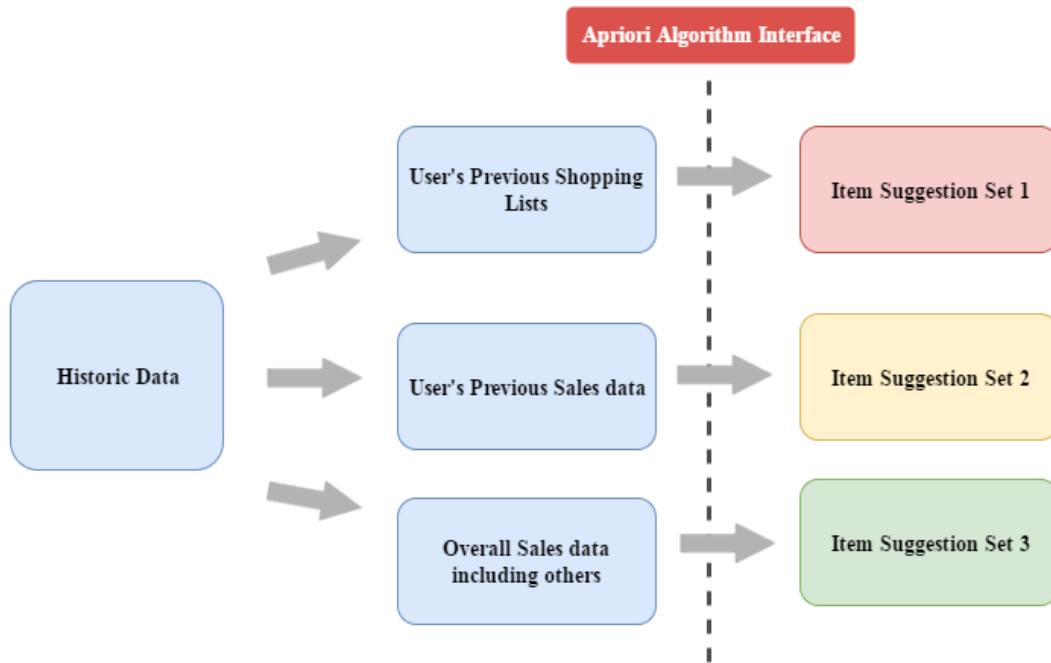 Apriori Algorithm Interface
User's Previous Shopping
Lists
Item Suggestion Set 1
Historic Data
User's Previous Sales data
Item Suggestion Set 2
Overall Sales data
including others
Item Suggestion Set 3